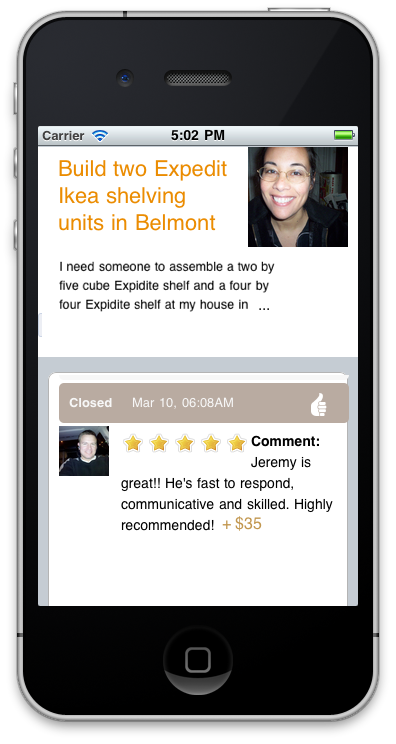 Carrier 5:02 PM
Build two Expedit
Ikea shelving
units in Belmont
I need someone to assemble a two by
five cube Expidite shelf and a four by
four Expidite shelf at my house in ...
Closed Mar 10, 06:08AM
Comment:
Jeremy is
great!! He's fast to respond,
communicative and skilled. Highly
recommended! + $35